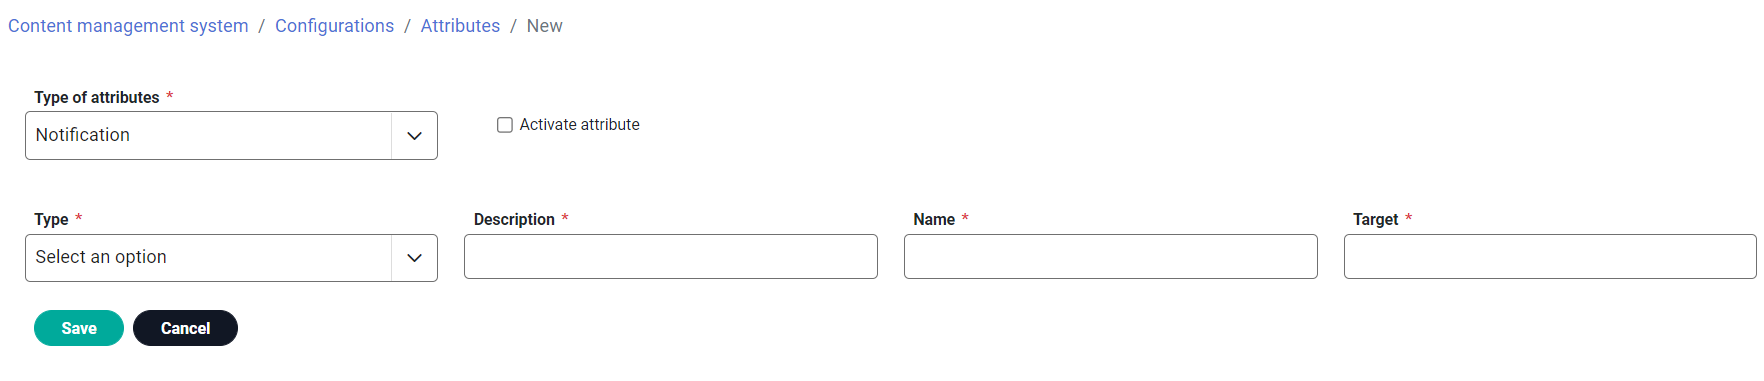 Content management system / Configurations / Attributes / New
Type of attributes *
Notification
Activate attribute
Type * Description * Name * Target *
Select an option
Save Cancel